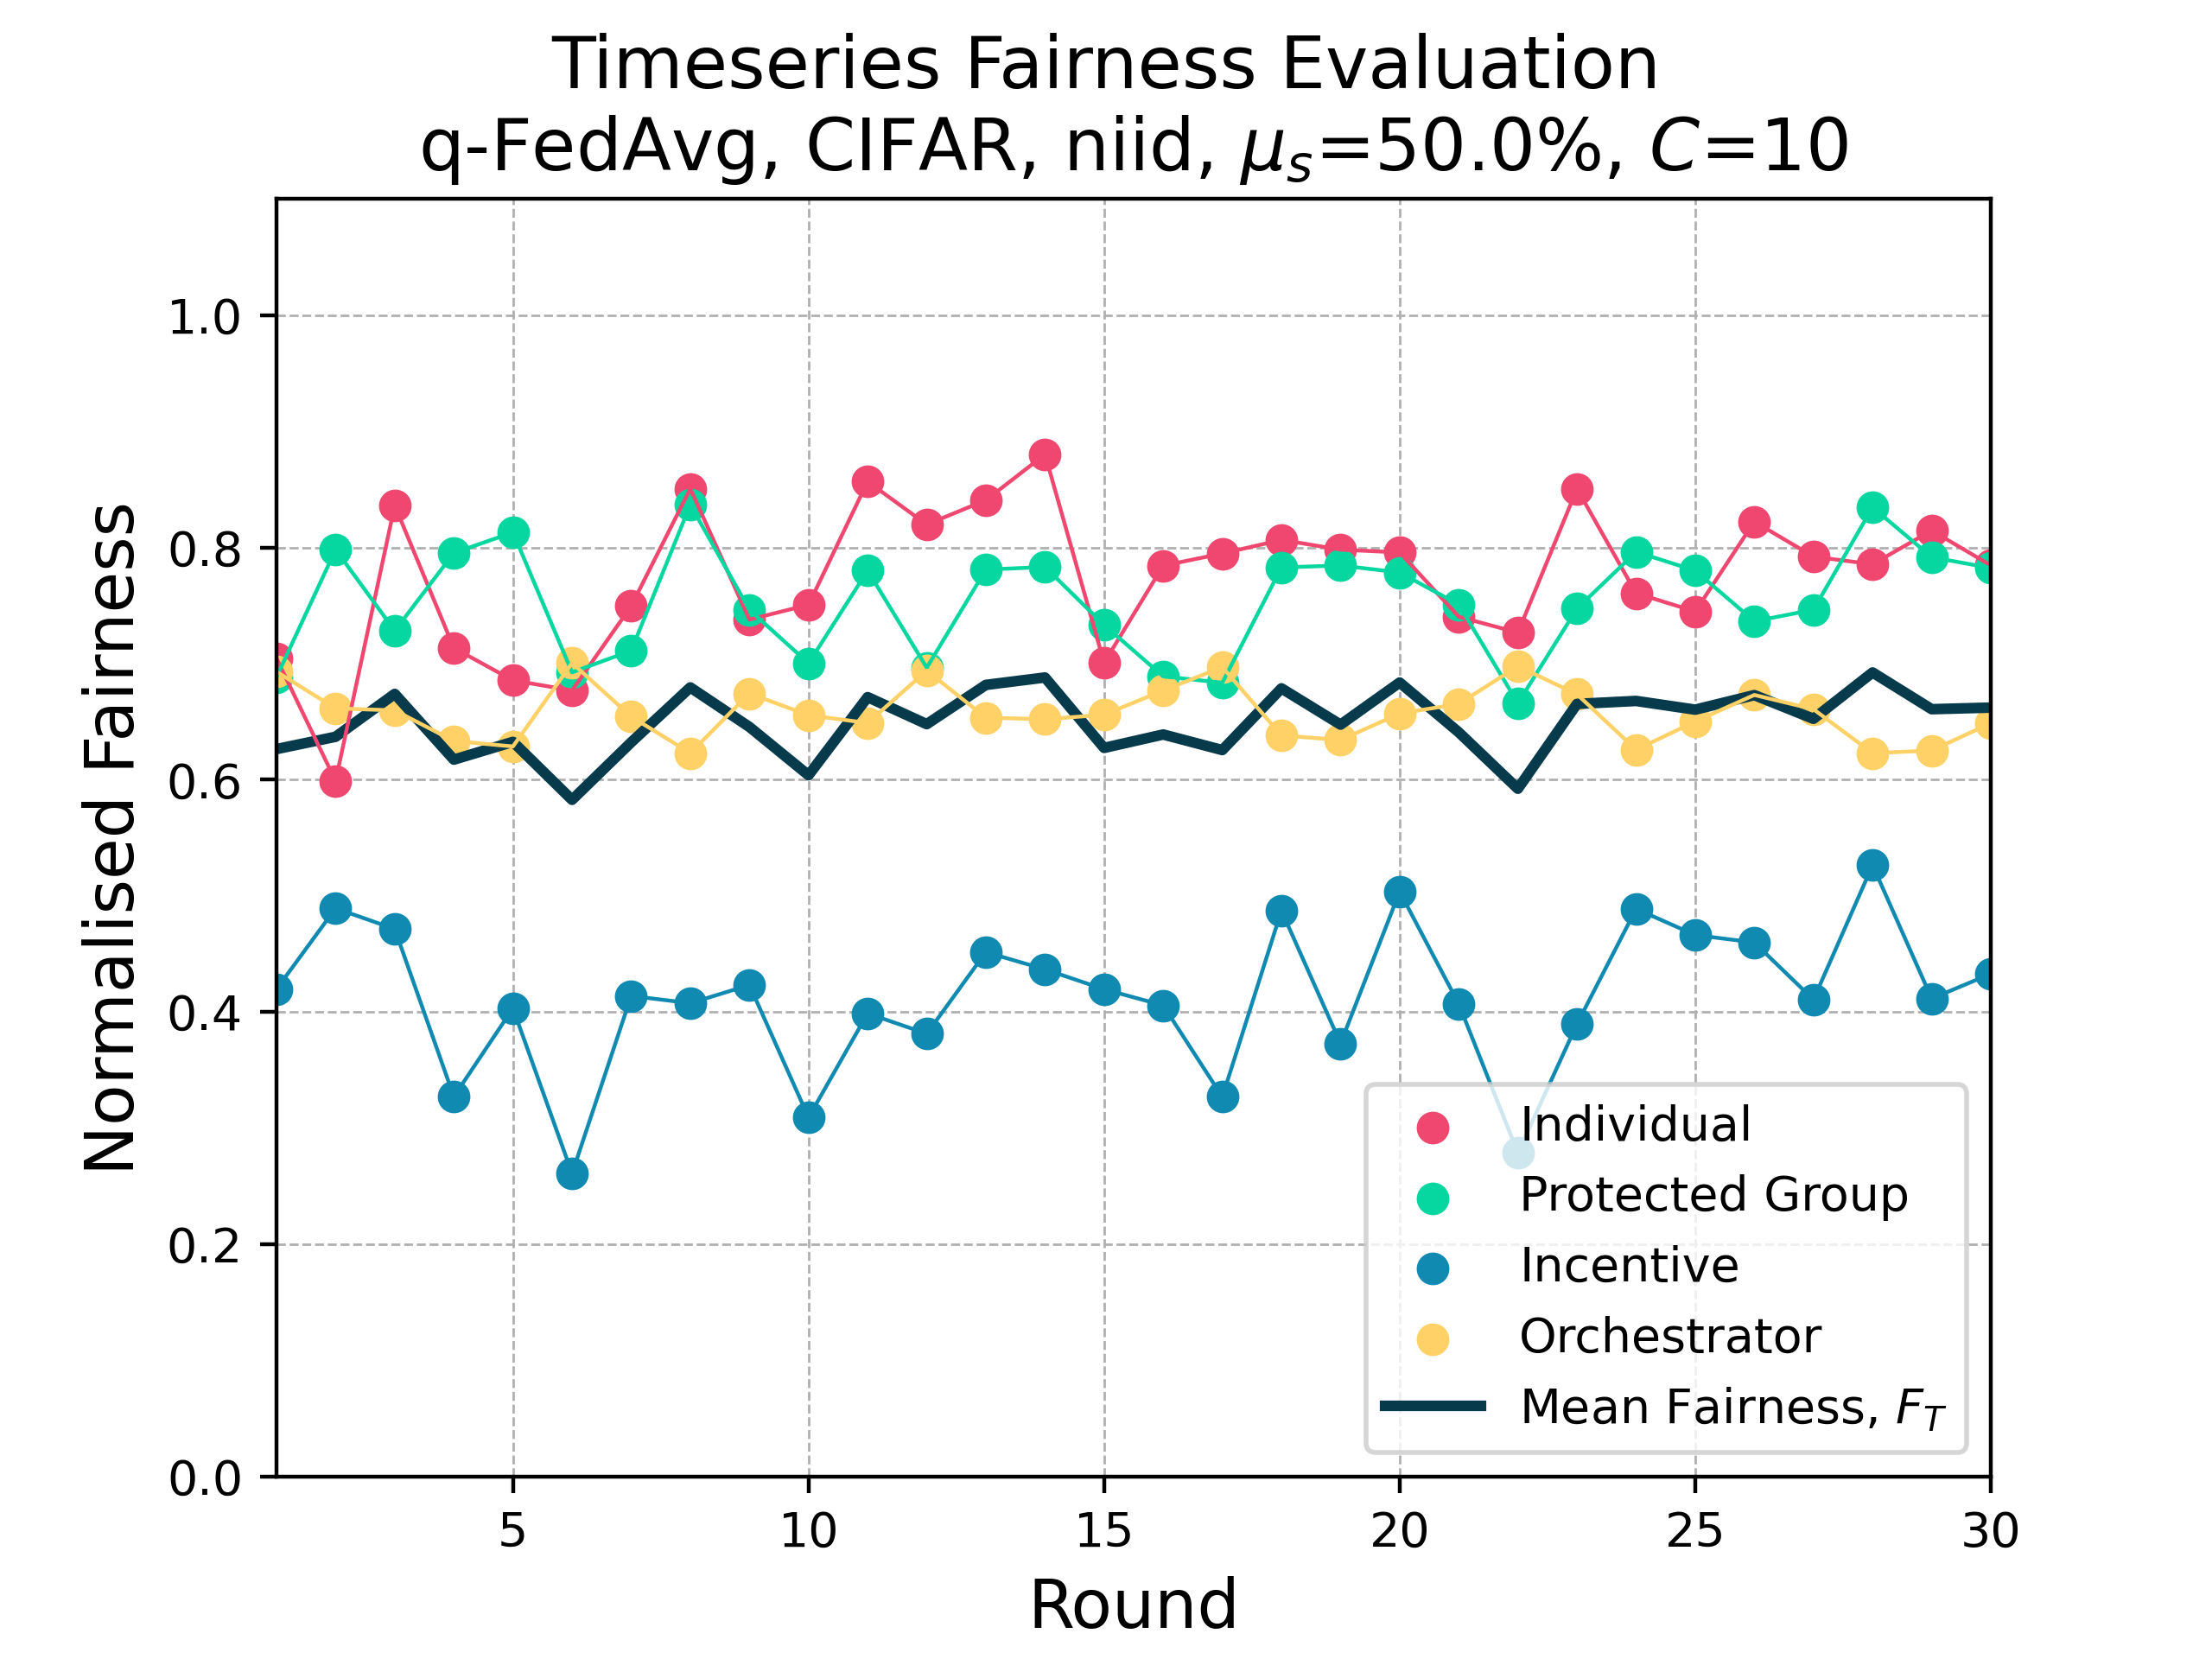 Timeseries Fairness Evaluation
q-FedAvg, CIFAR, niid, μₛ=50.0%, C=10
Normalised Fairness
1.0
0.8
0.6
0.4
0.2
0.0
5 10 15 20 25 30
Round
Individual
Protected Group
Incentive
Orchestrator
Mean Fairness, F_T